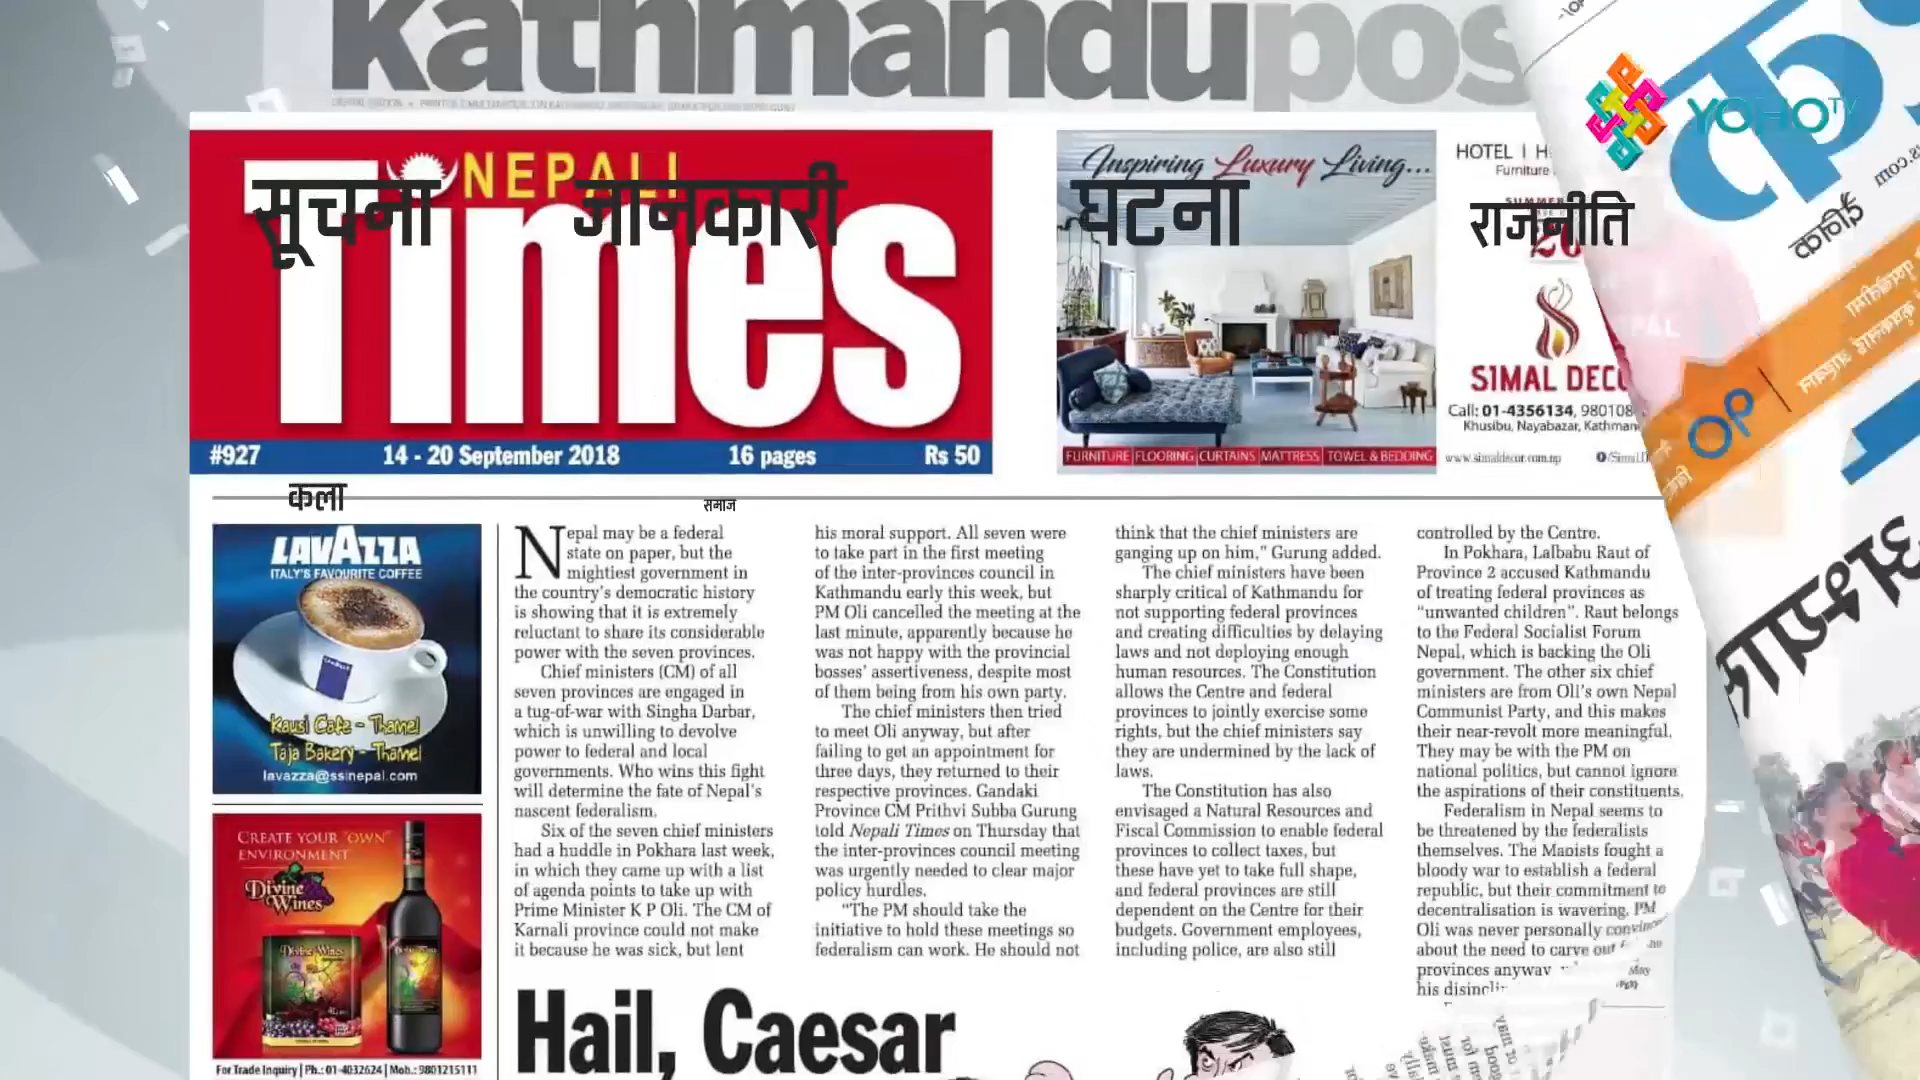 kathmandupos
YOHO TV
NEPALI
Times
सूचना
जानकारी
घटना
राजनीति
#927
14 - 20 September 2018
16 pages
Rs 50
Inspiring Luxury Living...
FURNITURE FLOORING CURTAINS MATTRESS TOWEL & BEDDING
HOTEL I H
Furniture
20
SIMAL DECO
Call: 01-4356134, 980108
Khusibu, Nayabazar, Kathman
www.simaldecor.com.np
कला
समाज
LAVAZZA
ITALY'S FAVOURITE COFFEE
Kausi Cafe - Thamel
Taja Bakery - Thamel
lavazza@ssinepal.com
CREATE YOUR "OWN"
ENVIRONMENT
Divine
Wines
Divine Wines
For Trade Inquiry | Ph.: 01-4032624 | Mob.: 9801215111
Nepal may be a federal
state on paper, but the
mightiest government in
the country's democratic history
is showing that it is extremely
reluctant to share its considerable
power with the seven provinces.
Chief ministers (CM) of all
seven provinces are engaged in
a tug-of-war with Singha Darbar,
which is unwilling to devolve
power to federal and local
governments. Who wins this fight
will determine the fate of Nepal's
nascent federalism.
Six of the seven chief ministers
had a huddle in Pokhara last week,
in which they came up with a list
of agenda points to take up with
Prime Minister K P Oli. The CM of
Karnali province could not make
it because he was sick, but lent
his moral support. All seven were
to take part in the first meeting
of the inter-provinces council in
Kathmandu early this week, but
PM Oli cancelled the meeting at the
last minute, apparently because he
was not happy with the provincial
bosses' assertiveness, despite most
of them being from his own party.
The chief ministers then tried
to meet Oli anyway, but after
failing to get an appointment for
three days, they returned to their
respective provinces. Gandaki
Province CM Prithvi Subba Gurung
told Nepali Times on Thursday that
the inter-provinces council meeting
was urgently needed to clear major
policy hurdles.
"The PM should take the
initiative to hold these meetings so
federalism can work. He should not
think that the chief ministers are
ganging up on him," Gurung added.
The chief ministers have been
sharply critical of Kathmandu for
not supporting federal provinces
and creating difficulties by delaying
laws and not deploying enough
human resources. The Constitution
allows the Centre and federal
provinces to jointly exercise some
rights, but the chief ministers say
they are undermined by the lack of
laws.
The Constitution has also
envisaged a Natural Resources and
Fiscal Commission to enable federal
provinces to collect taxes, but
these have yet to take full shape,
and federal provinces are still
dependent on the Centre for their
budgets. Government employees,
including police, are also still
controlled by the Centre.
In Pokhara, Lalbabu Raut of
Province 2 accused Kathmandu
of treating federal provinces as
"unwanted children". Raut belongs
to the Federal Socialist Forum
Nepal, which is backing the Oli
government. The other six chief
ministers are from Oli's own Nepal
Communist Party, and this makes
their near-revolt more meaningful.
They may be with the PM on
national politics, but cannot ignore
the aspirations of their constituents.
Federalism in Nepal seems to
be threatened by the federalists
themselves. The Maoists fought a
bloody war to establish a federal
republic, but their commitment to
decentralisation is wavering. PM
Oli was never personally
about the need to carve out
provinces
his
Hail, Caesar